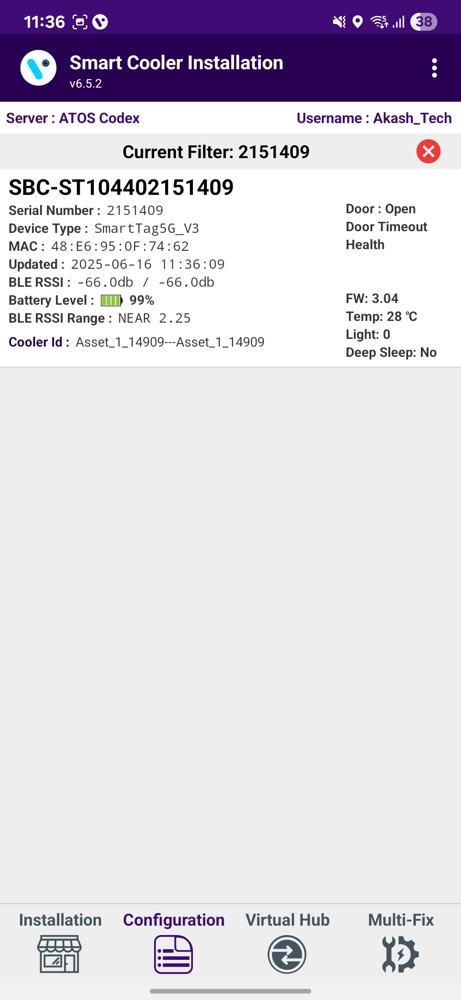 11:36
5
38
Smart Cooler Installation
v6.5.2
Server : ATOS Codex
Username : Akash_Tech
Current Filter: 2151409
SBC-ST104402151409
Serial Number : 2151409
Device Type : SmartTag5G_V3
MAC : 48:E6:95:0F:74:62
Updated : 2025-06-16 11:36:09
BLE RSSI : -66.0db / -66.0db
Battery Level : 99%
BLE RSSI Range : NEAR 2.25
Cooler Id : Asset_1_14909---Asset_1_14909
Door : Open
Door Timeout
Health
FW: 3.04
Temp: 28 ℃
Light: 0
Deep Sleep: No
Installation
Configuration
Virtual Hub
Multi-Fix